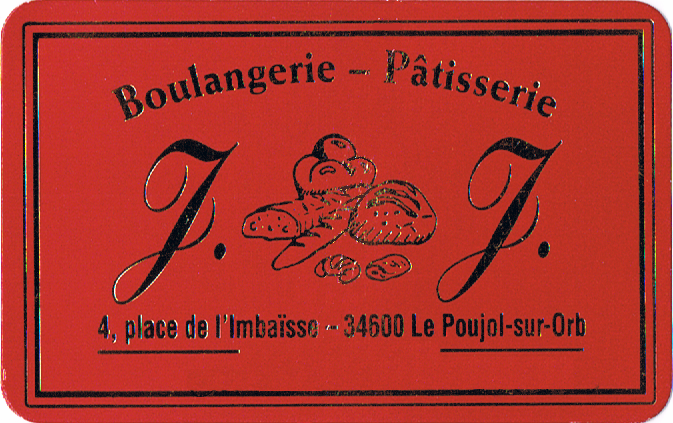 Boulangerie - Pâtisserie
J. J.
4, place de l'Imbaïsse - 34600 Le Poujol-sur-Orb